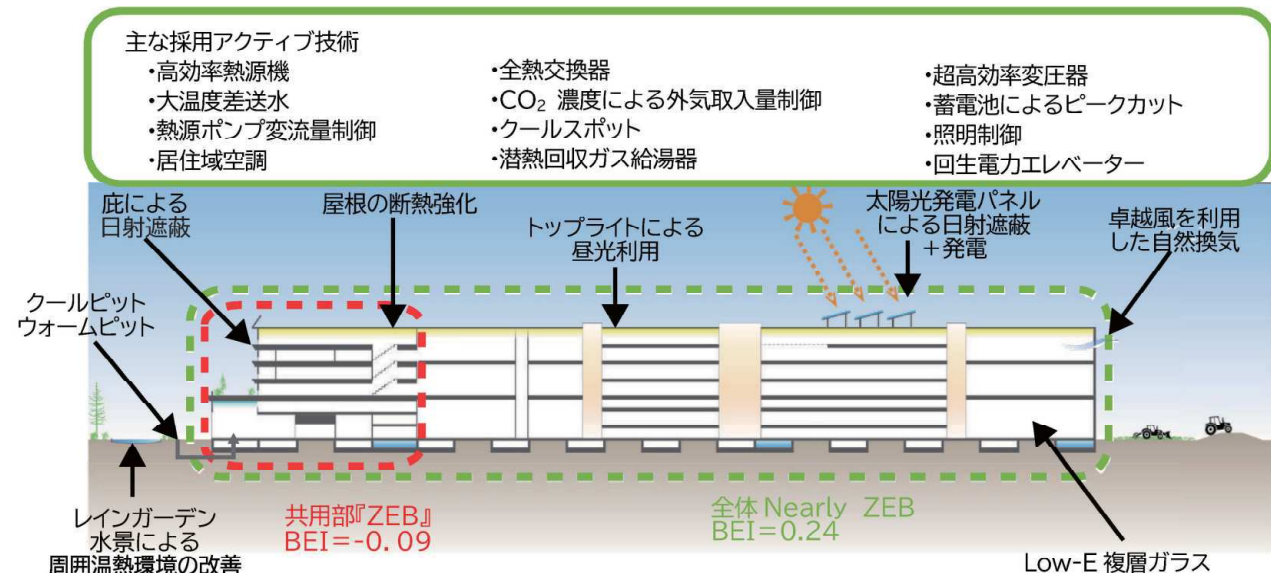 主な採用アクティブ技術
・高効率熱源機
・大温度差送水
・熱源ポンプ変流量制御
・居住域空調
・全熱交換器
・CO₂ 濃度による外気取入量制御
・クールスポット
・潜熱回収ガス給湯器
・超高効率変圧器
・蓄電池によるピークカット
・照明制御
・回生電力エレベーター
庇による
日射遮蔽
屋根の断熱強化
トップライトによる
昼光利用
太陽光発電パネル
による日射遮蔽
＋発電
卓越風を利用
した自然換気
クールピット
ウォームピット
レインガーデン
水景による
周囲温熱環境の改善
共用部『ZEB』
BEI=-0.09
全体 Nearly ZEB
BEI=0.24
Low-E 複層ガラス